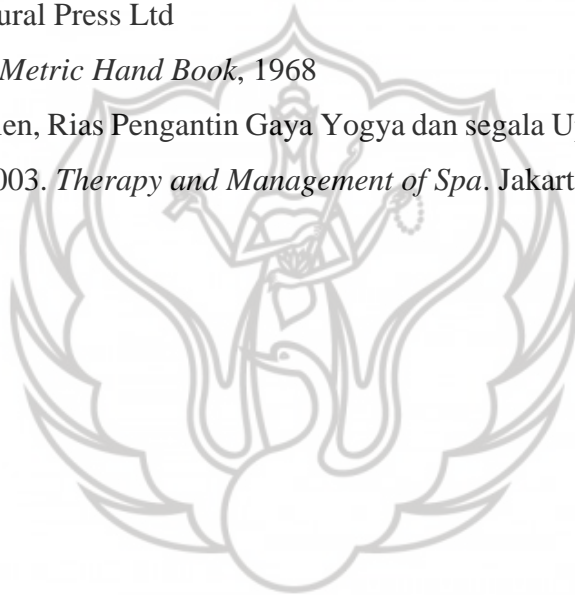 ural Press Ltd
Metric Hand Book, 1968
en, Rias Pengantin Gaya Yogya dan segala U
003. Therapy and Management of Spa. Jakart